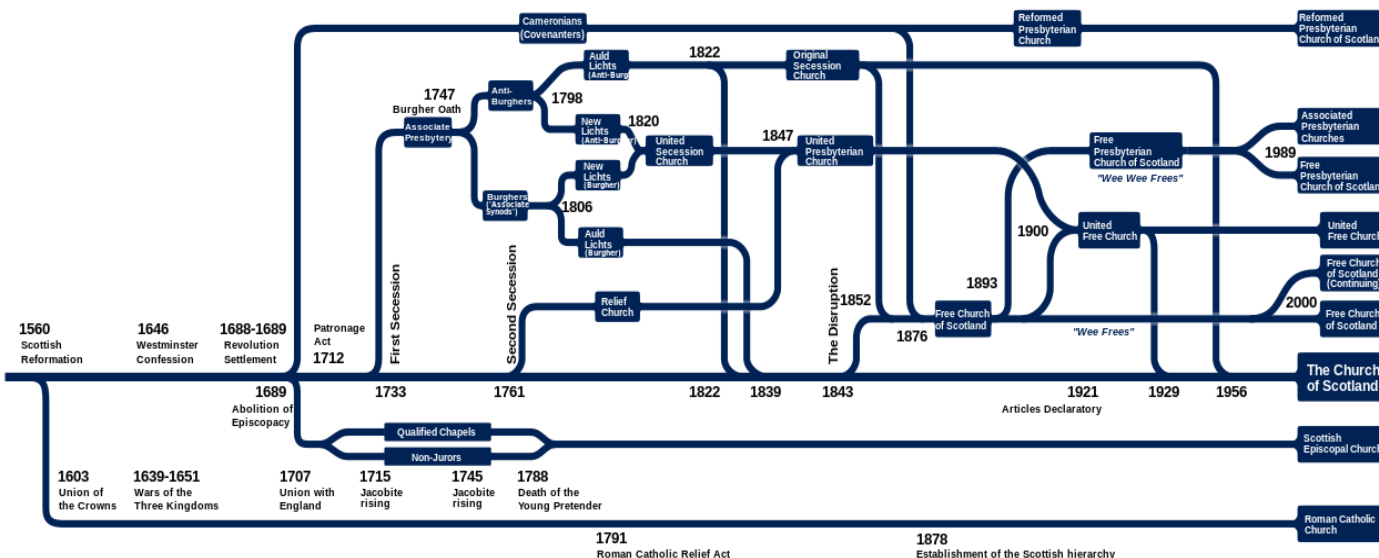 Cameronians
(Covenanters)
Reformed
Presbyterian
Church
Reformed
Presbyterian
Church of Scotlan
Auld
Lichts
(Anti-Burg
1822
Original
Secession
Church
1747
Burgher Oath
Anti-
Burghers
1798
Associate
Presbytery
New
Lichts
(Anti-Burgher)
1820
United
Secession
Church
1847
United
Presbyterian
Church
New
Lichts
(Burgher)
Burghers
('Associate
Synods')
1806
Auld
Lichts
(Burgher)
Free
Presbyterian
Church of Scotland
"Wee Wee Frees"
Associated
Presbyterian
Churches
1989
Free
Presbyterian
Church of Scotlan
1900
United
Free Church
United
Free Church
Free Church
of Scotland
(Continuing)
2000
Free Church
of Scotland
"Wee Frees"
1893
Free Church
of Scotland
1852
1876
The Disruption
Relief
Church
Second Secession
First Secession
1560
Scottish
Reformation
1646
Westminster
Confession
1688-1689
Revolution
Settlement
Patronage
Act
1712
1689
Abolition of
Episcopacy
1733
1761
1822
1839
1843
1921
Articles Declaratory
1929
1956
The Church
of Scotland
Qualified Chapels
Non-Jurors
Scottish
Episcopal Church
1603
Union of
the Crowns
1639-1651
Wars of the
Three Kingdoms
1707
Union with
England
1715
Jacobite
rising
1745
Jacobite
rising
1788
Death of the
Young Pretender
Roman Catholic
Church
1791
Roman Catholic Relief Act
1878
Establishment of the Scottish hierarchy